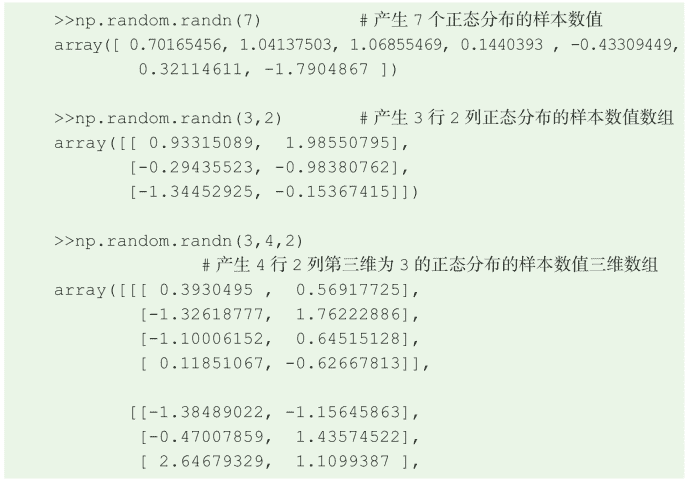 >>np.random.randn(7) #产生 7 个正态分布的样本数值
array([ 0.70165456, 1.04137503, 1.06855469, 0.1440393 , -0.43309449,
0.32114611, -1.7904867 ])
>>np.random.randn(3,2) #产生 3 行 2 列正态分布的样本数值数组
array([[ 0.93315089, 1.98550795],
[-0.29435523, -0.98380762],
[-1.34452925, -0.15367415]])
>>np.random.randn(3,4,2)
#产生 4 行 2 列第三维为 3 的正态分布的样本数值三维数组
array([[[ 0.3930495 , 0.56917725],
[-1.32618777, 1.76222886],
[-1.10006152, 0.64515128],
[ 0.11851067, -0.62667813]],
[[-1.38489022, -1.15645863],
[-0.47007859, 1.43574522],
[ 2.64679329, 1.1099387 ],